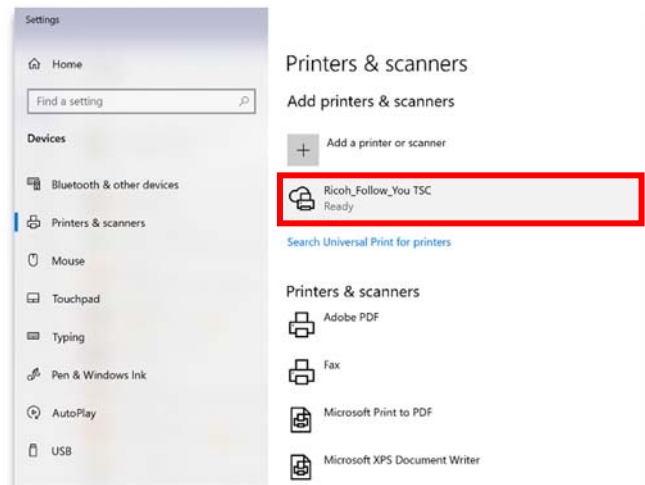 Settings
Home
Find a setting
Devices
Bluetooth & other devices
Printers & scanners
Mouse
Touchpad
Typing
Pen & Windows Ink
AutoPlay
USB
Printers & scanners
Add printers & scanners
Add a printer or scanner
Ricoh_Follow_You TSC
Ready
Search Universal Print for printers
Printers & scanners
Adobe PDF
Fax
Microsoft Print to PDF
Microsoft XPS Document Writer